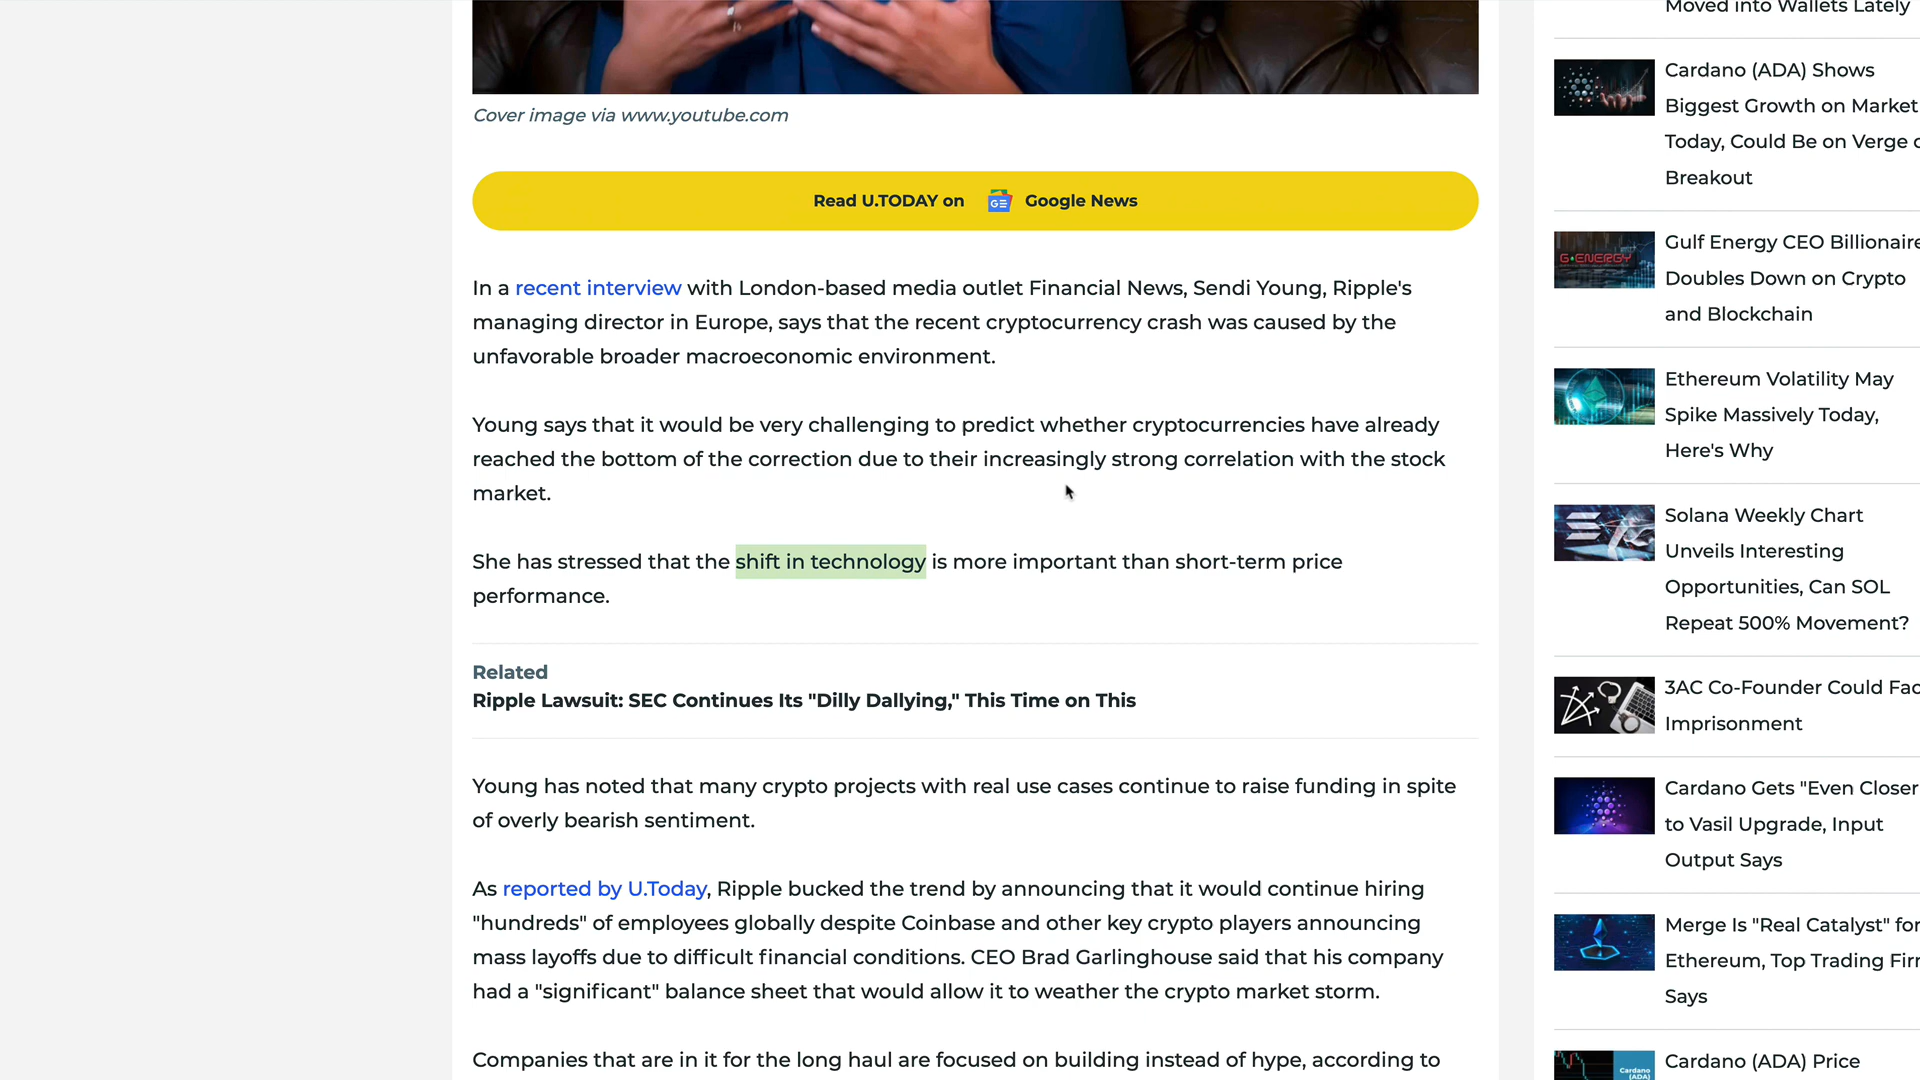 Cover image via www.youtube.com
Read U.TODAY on GE Google News
In a recent interview with London-based media outlet Financial News, Sendi Young, Ripple's
managing director in Europe, says that the recent cryptocurrency crash was caused by the
unfavorable broader macroeconomic environment.
Young says that it would be very challenging to predict whether cryptocurrencies have already
reached the bottom of the correction due to their increasingly strong correlation with the stock
market.
She has stressed that the shift in technology is more important than short-term price
performance.
Related
Ripple Lawsuit: SEC Continues Its "Dilly Dallying," This Time on This
Young has noted that many crypto projects with real use cases continue to raise funding in spite
of overly bearish sentiment.
As reported by U.Today, Ripple bucked the trend by announcing that it would continue hiring
"hundreds" of employees globally despite Coinbase and other key crypto players announcing
mass layoffs due to difficult financial conditions. CEO Brad Garlinghouse said that his company
had a "significant" balance sheet that would allow it to weather the crypto market storm.
Companies that are in it for the long haul are focused on building instead of hype, according to
Moved into Wallets Lately
Cardano (ADA) Shows
Biggest Growth on Market
Today, Could Be on Verge o
Breakout
G-ENERGY
Gulf Energy CEO Billionaire
Doubles Down on Crypto
and Blockchain
Ethereum Volatility May
Spike Massively Today,
Here's Why
Solana Weekly Chart
Unveils Interesting
Opportunities, Can SOL
Repeat 500% Movement?
3AC Co-Founder Could Fac
Imprisonment
Cardano Gets "Even Closer
to Vasil Upgrade, Input
Output Says
Merge Is "Real Catalyst" for
Ethereum, Top Trading Firm
Says
Cardano
(ADA)
Cardano (ADA) Price